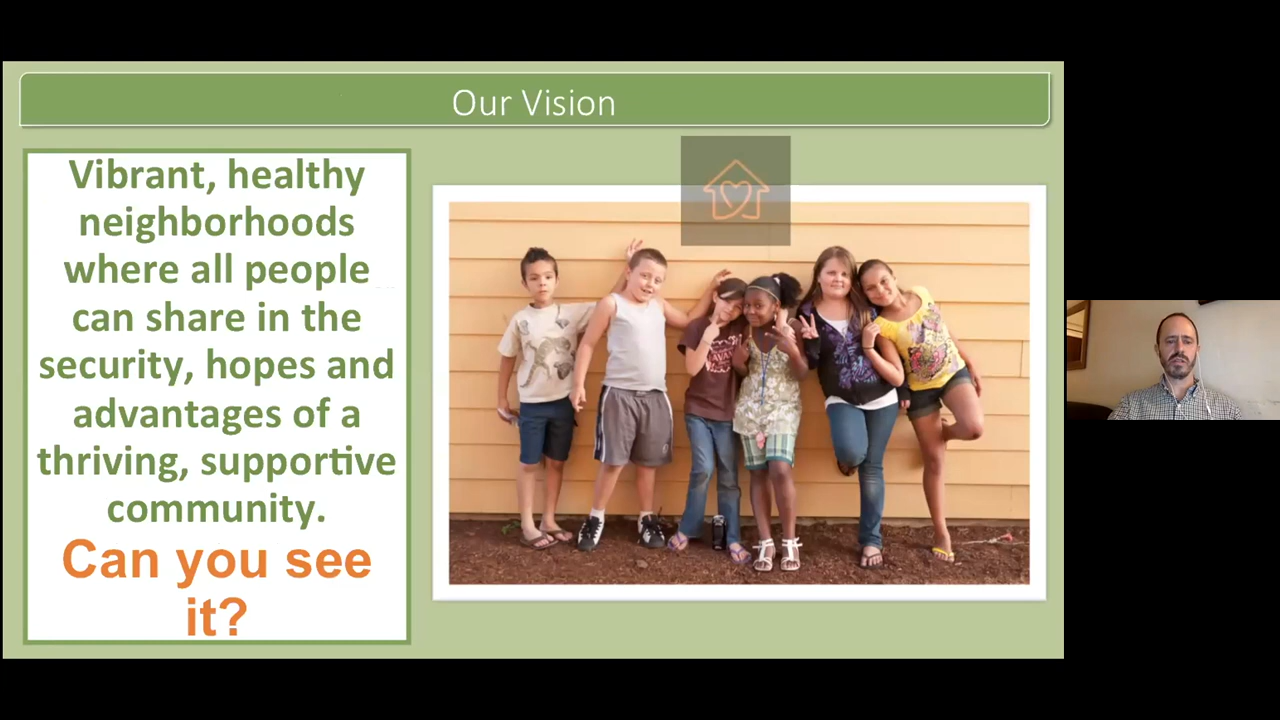 Our Vision
Vibrant, healthy
neighborhoods
where all people
can share in the
security, hopes and
advantages of a
thriving, supportive
community.
Can you see
it?